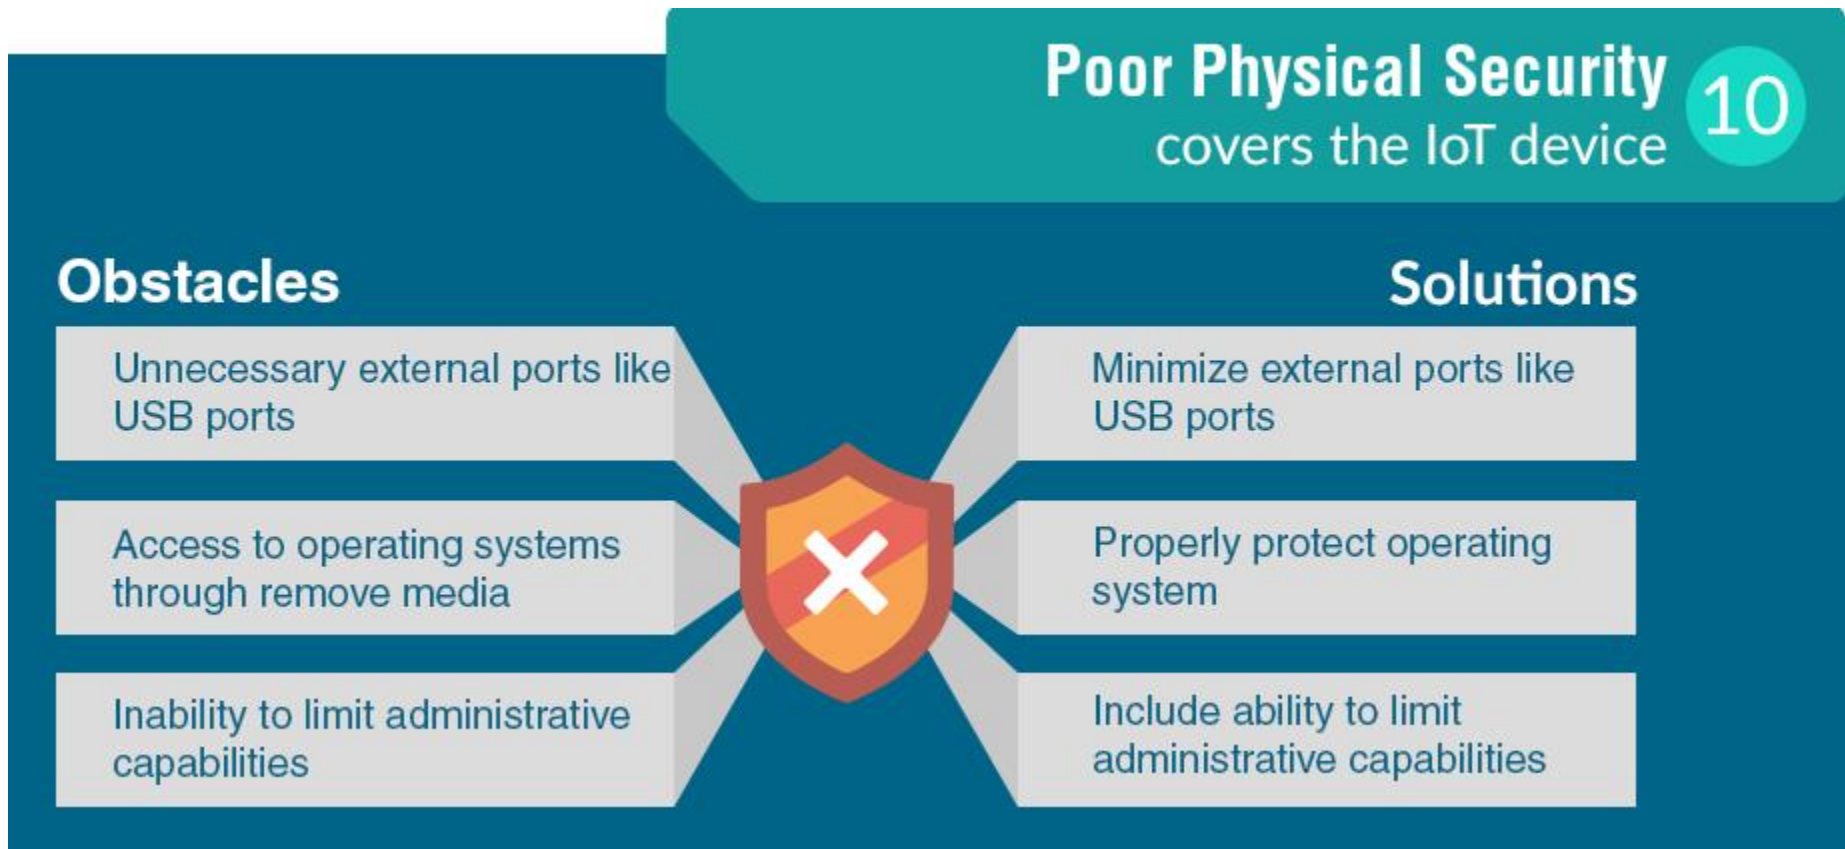 Poor Physical Security
covers the IoT device
10
Obstacles
Unnecessary external ports like
USB ports
Access to operating systems
through remove media
Inability to limit administrative
capabilities
Solutions
Minimize external ports like
USB ports
Properly protect operating
system
Include ability to limit
administrative capabilities